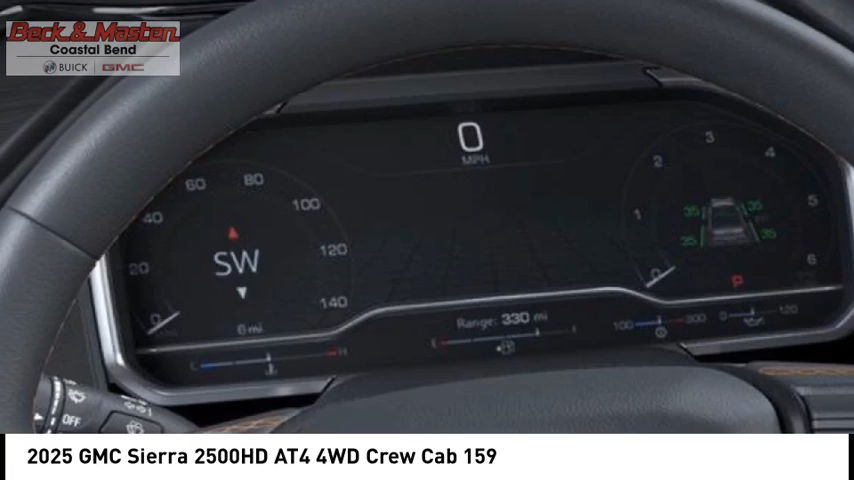 Beck & Masten
Coastal Bend
BUICK | GMC
0
MPH
0 20 40 60 80 100 120 140
SW
6 mi
0 1 2 3 4 5 6
35 35
35 35
P
Range: 330 mi
C H
E
100 300
0 120
OFF
2025 GMC Sierra 2500HD AT4 4WD Crew Cab 159